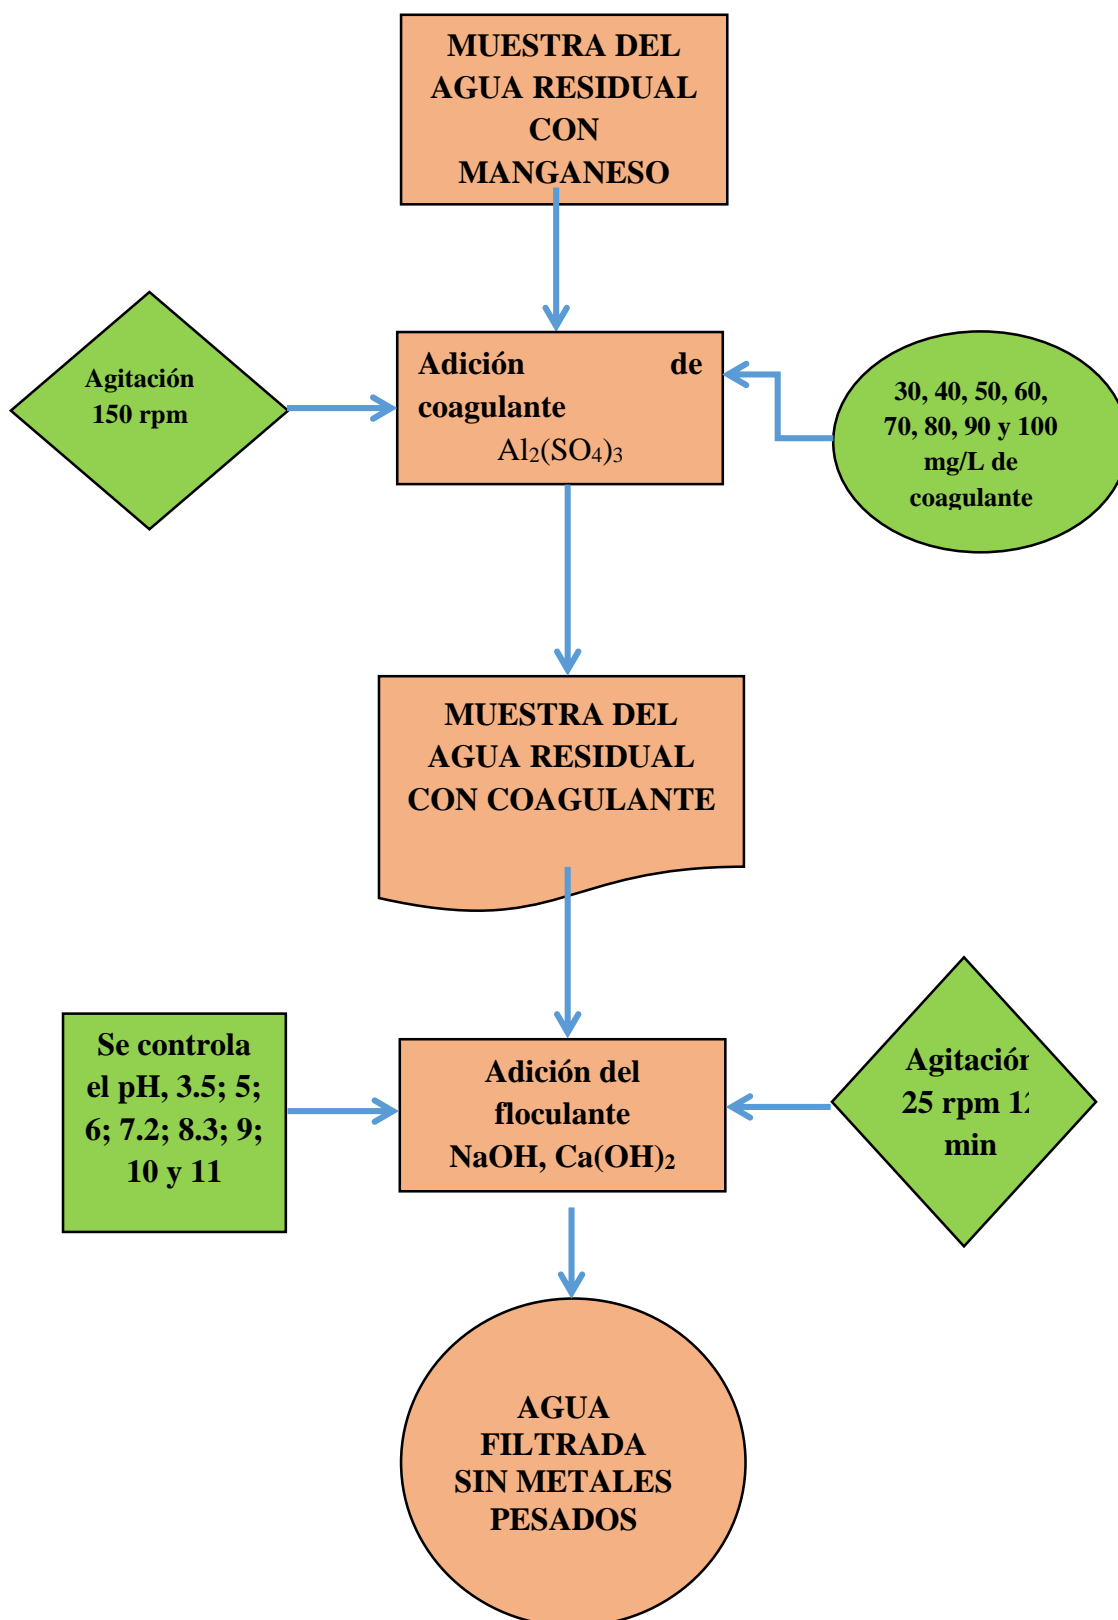 MUESTRA DEL
AGUA RESIDUAL
CON
MANGANESO
Agitación
150 rpm
Adición de
coagulante
Al₂(SO₄)₃
30, 40, 50, 60,
70, 80, 90 y 100
mg/L de
coagulante
MUESTRA DEL
AGUA RESIDUAL
CON COAGULANTE
Se controla
el pH, 3.5; 5;
6; 7.2; 8.3; 9;
10 y 11
Adición del
floculante
NaOH, Ca(OH)₂
Agitación
25 rpm 12
min
AGUA
FILTRADA
SIN METALES
PESADOS